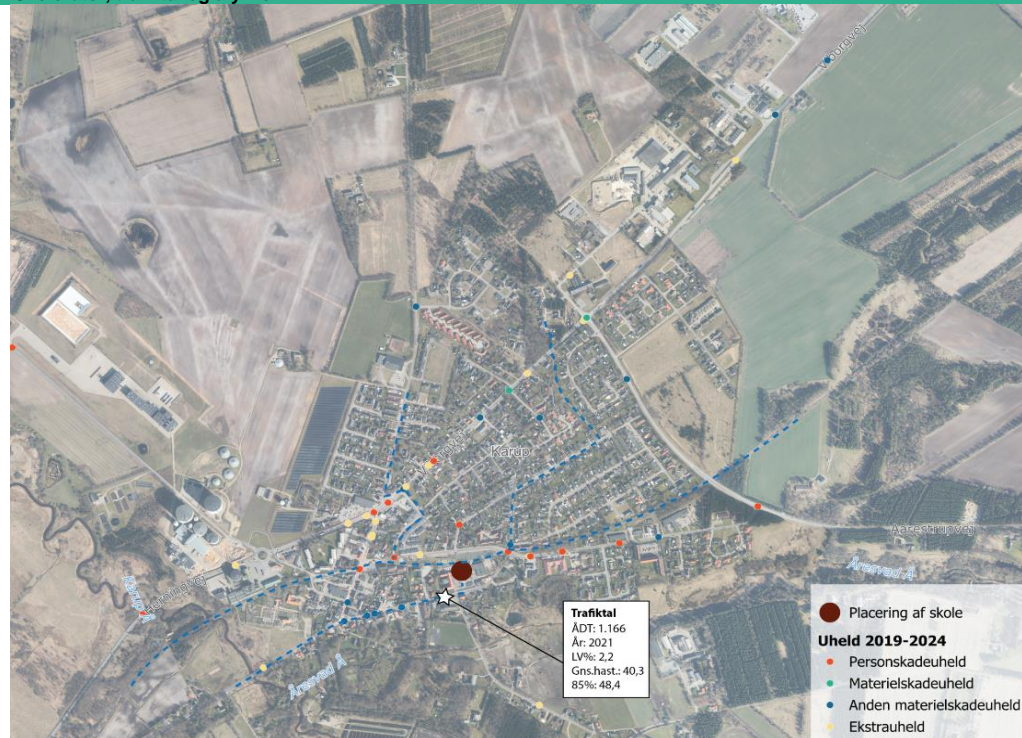 Viborgvej
Karup
Aarestrupvej
Åresvad Å
Karup Å
Åresvad Å
Trafiktal
ÅDT: 1.166
År: 2021
LV%: 2,2
Gns.hast.: 40,3
85%: 48,4
Placering af skole
Uheld 2019-2024
Personskadeuheld
Materielskadeuheld
Anden materielskadeuheld
Ekstrauheld